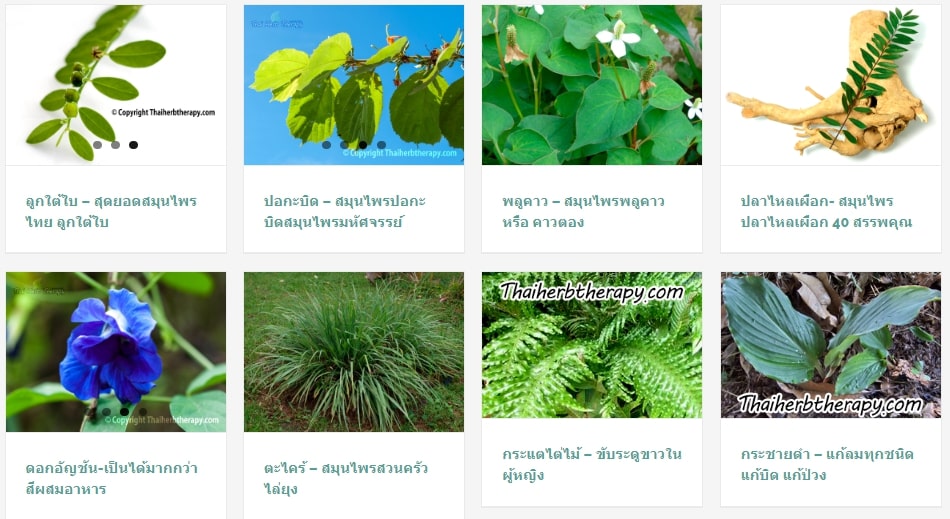 © Copyright Thaiherbtherapy.com
ลูกใต้ใบ – สุดยอดสมุนไพร
ไทย ลูกใต้ใบ
Thai Herb Therapy
© Copyright Thaiherbtherapy.com
ปอกะบิด – สมุนไพรปอกะ
บิดสมุนไพรมหัศจรรย์
พลูคาว – สมุนไพรพลูคาว
หรือ คาวตอง
ปลาไหลเผือก- สมุนไพร
ปลาไหลเผือก 40 สรรพคุณ
Thai Herb Therapy
© Copyright Thaiherbtherapy.com
ดอกอัญชัน-เป็นได้มากกว่า
สีผสมอาหาร
ตะไคร้ – สมุนไพรสวนครัว
ไล่ยุง
Thaiherbtherapy.com
กระแตไต่ไม้ – ขับระดูขาวใน
ผู้หญิง
Thaiherbtherapy.com
กระชายดำ – แก้ลมทุกชนิด
แก้บิด แก้ป่วง